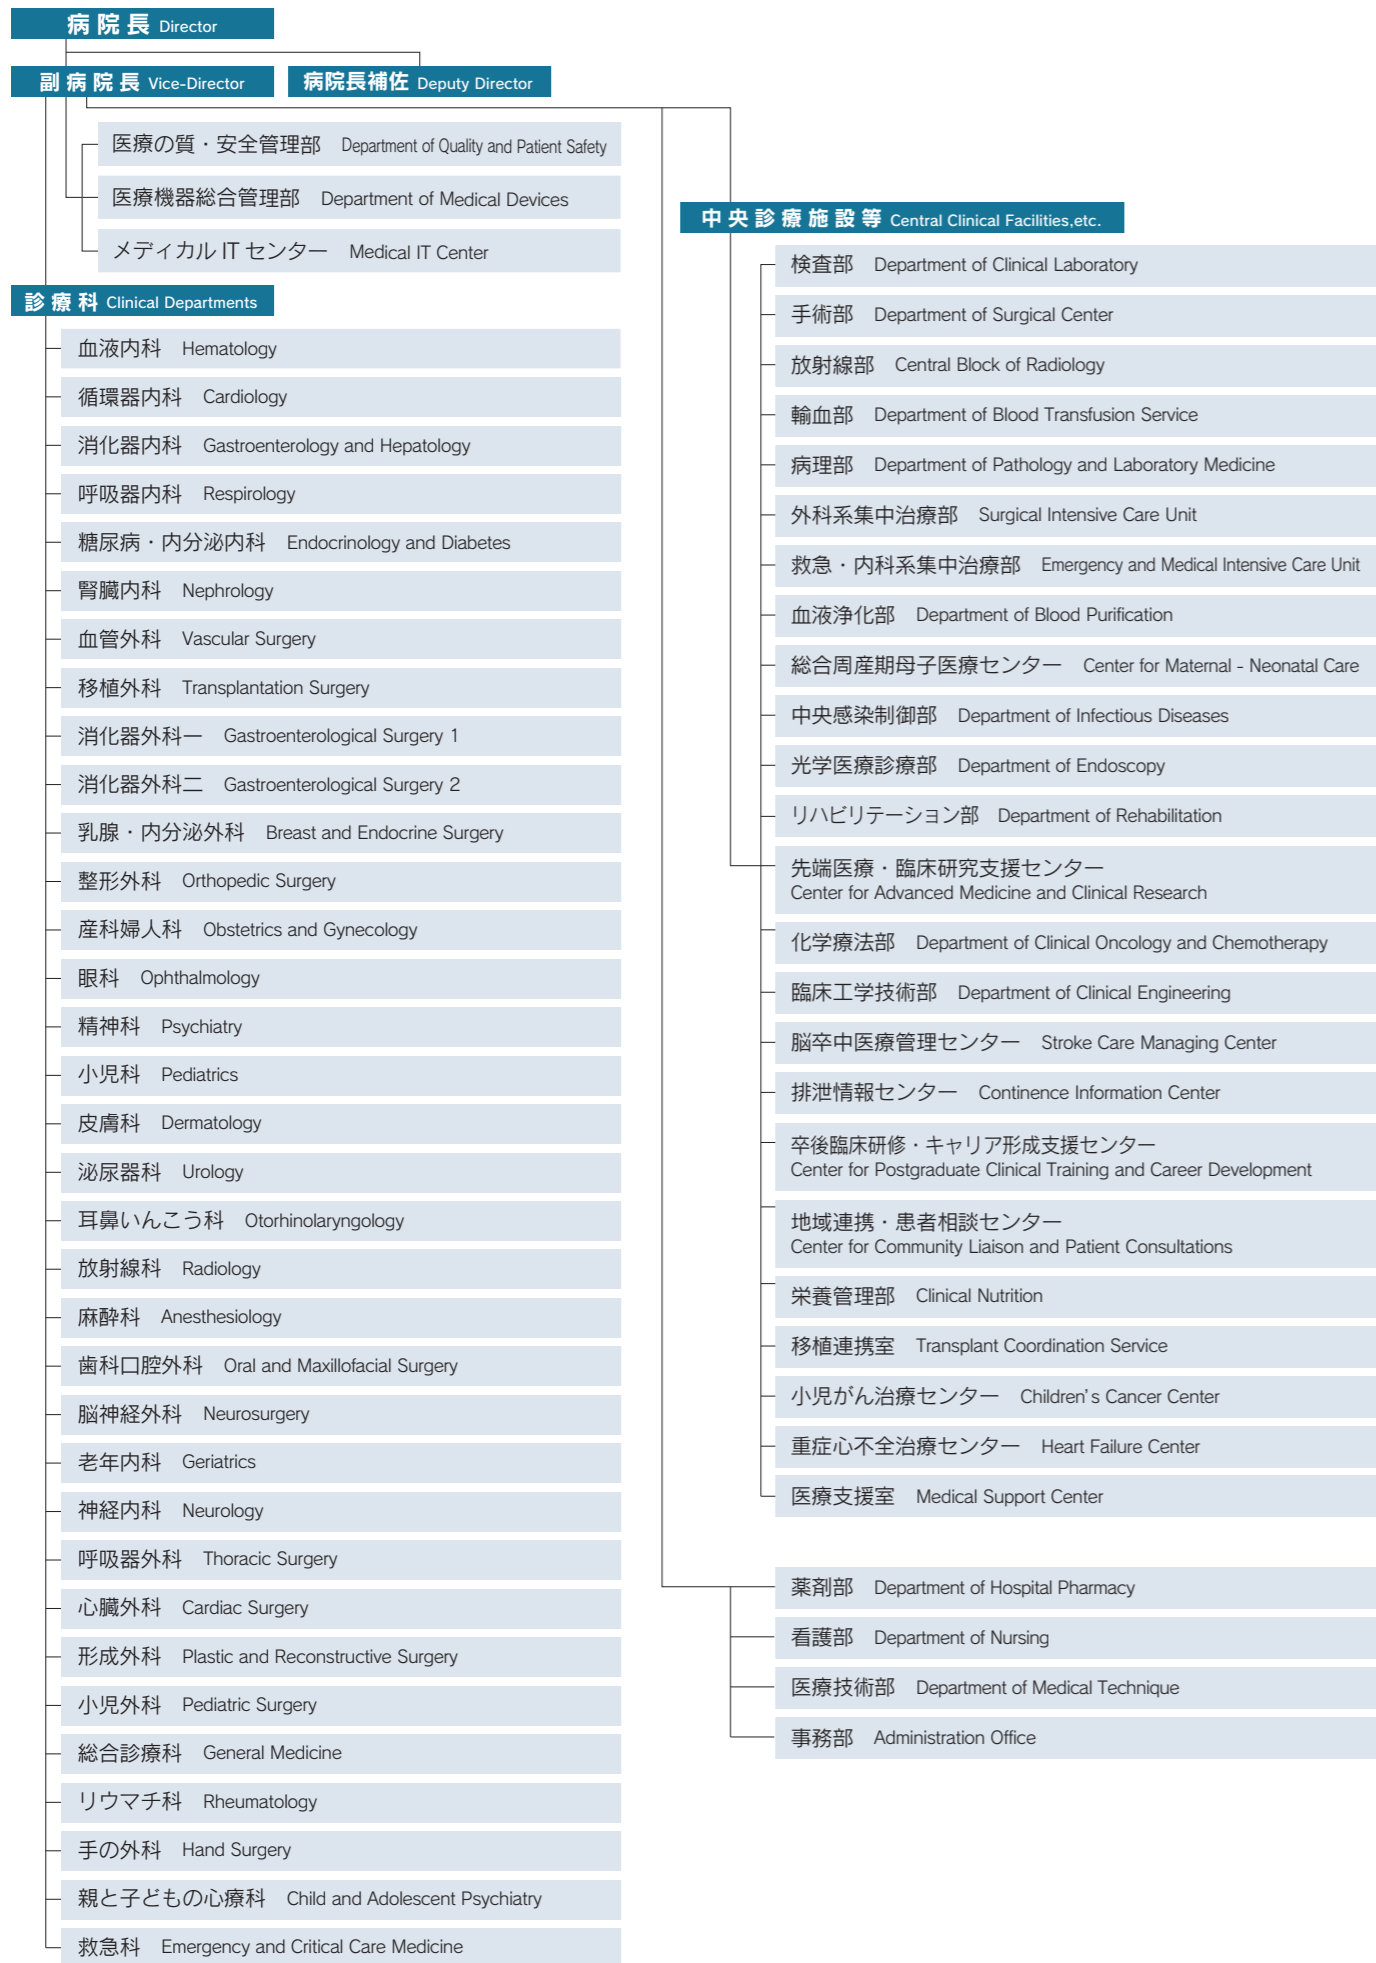 病院長 Director
副病院長 Vice-Director
病院長補佐 Deputy Director
医療の質・安全管理部 Department of Quality and Patient Safety
医療機器総合管理部 Department of Medical Devices
メディカル IT センター Medical IT Center
診療科 Clinical Departments
血液内科 Hematology
循環器内科 Cardiology
消化器内科 Gastroenterology and Hepatology
呼吸器内科 Respirology
糖尿病・内分泌内科 Endocrinology and Diabetes
腎臓内科 Nephrology
血管外科 Vascular Surgery
移植外科 Transplantation Surgery
消化器外科一 Gastroenterological Surgery 1
消化器外科二 Gastroenterological Surgery 2
乳腺・内分泌外科 Breast and Endocrine Surgery
整形外科 Orthopedic Surgery
産科婦人科 Obstetrics and Gynecology
眼科 Ophthalmology
精神科 Psychiatry
小児科 Pediatrics
皮膚科 Dermatology
泌尿器科 Urology
耳鼻いんこう科 Otorhinolaryngology
放射線科 Radiology
麻酔科 Anesthesiology
歯科口腔外科 Oral and Maxillofacial Surgery
脳神経外科 Neurosurgery
老年内科 Geriatrics
神経内科 Neurology
呼吸器外科 Thoracic Surgery
心臓外科 Cardiac Surgery
形成外科 Plastic and Reconstructive Surgery
小児外科 Pediatric Surgery
総合診療科 General Medicine
リウマチ科 Rheumatology
手の外科 Hand Surgery
親と子どもの心療科 Child and Adolescent Psychiatry
救急科 Emergency and Critical Care Medicine
中央診療施設等 Central Clinical Facilities,etc.
検査部 Department of Clinical Laboratory
手術部 Department of Surgical Center
放射線部 Central Block of Radiology
輸血部 Department of Blood Transfusion Service
病理部 Department of Pathology and Laboratory Medicine
外科系集中治療部 Surgical Intensive Care Unit
救急・内科系集中治療部 Emergency and Medical Intensive Care Unit
血液浄化部 Department of Blood Purification
総合周産期母子医療センター Center for Maternal - Neonatal Care
中央感染制御部 Department of Infectious Diseases
光学医療診療部 Department of Endoscopy
リハビリテーション部 Department of Rehabilitation
先端医療・臨床研究支援センター
Center for Advanced Medicine and Clinical Research
化学療法部 Department of Clinical Oncology and Chemotherapy
臨床工学技術部 Department of Clinical Engineering
脳卒中医療管理センター Stroke Care Managing Center
排泄情報センター Continence Information Center
卒後臨床研修・キャリア形成支援センター
Center for Postgraduate Clinical Training and Career Development
地域連携・患者相談センター
Center for Community Liaison and Patient Consultations
栄養管理部 Clinical Nutrition
移植連携室 Transplant Coordination Service
小児がん治療センター Children's Cancer Center
重症心不全治療センター Heart Failure Center
医療支援室 Medical Support Center
薬剤部 Department of Hospital Pharmacy
看護部 Department of Nursing
医療技術部 Department of Medical Technique
事務部 Administration Office